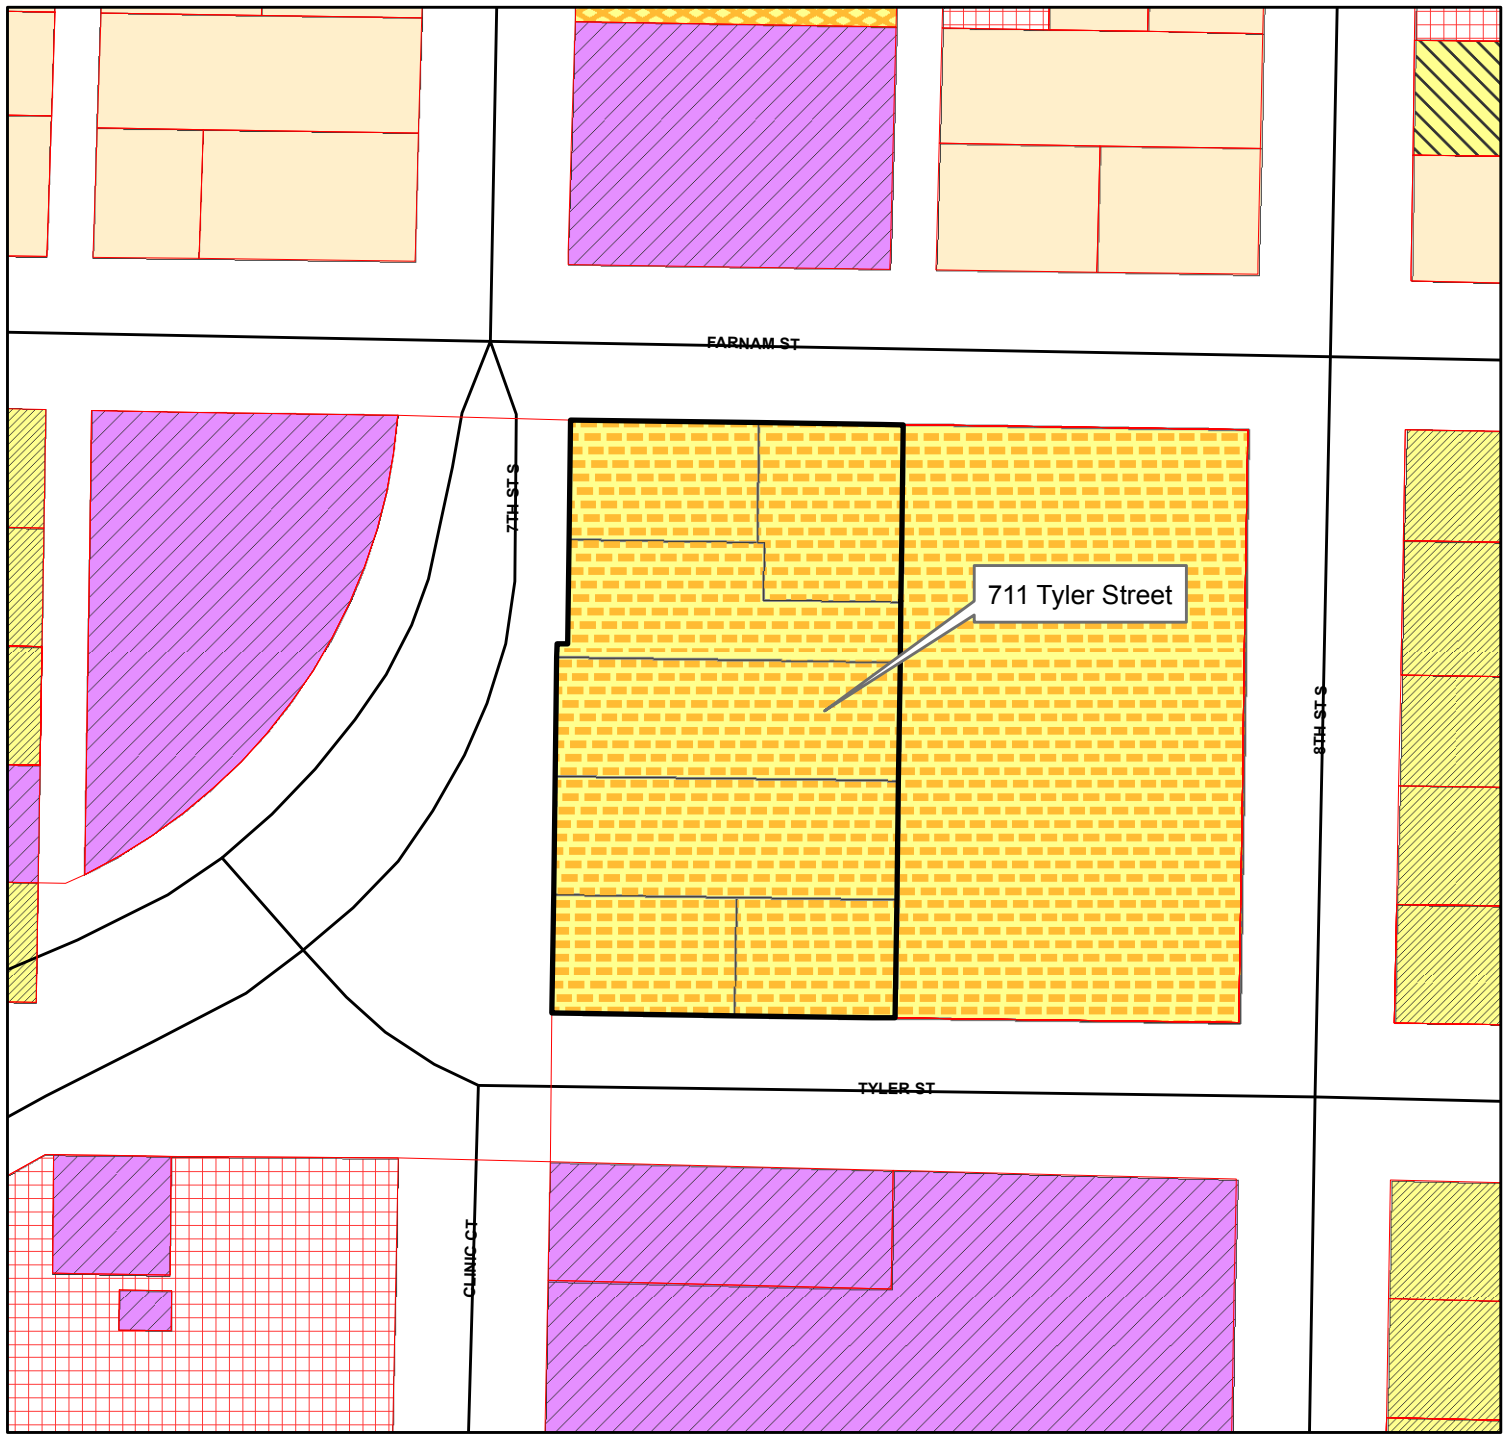 FARNAM ST
7TH ST S
711 Tyler Street
8TH ST S
TYLER ST
CLINIC CT